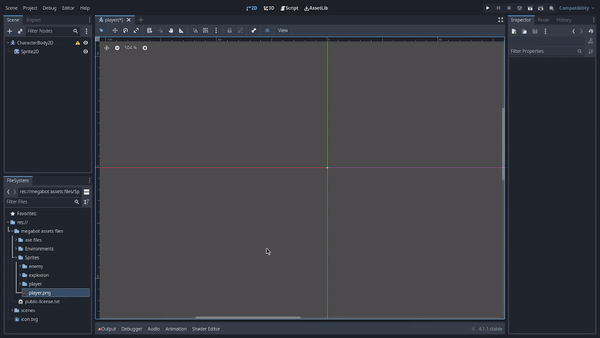 Scene Project Debug Editor Help
2D 3D Script AssetLib
Compatibility
Scene Import
player(*)
Inspector Node History
Filter Nodes
View
CharacterBody2D
Sprite2D
Filter Properties
FileSystem
res://megabot assets files/Sp
Filter Files
Favorites:
res://
megabot assets files
ase files
Environments
Sprites
enemy
explosion
player
player.png
public-license.txt
scenes
icon.svg
Output Debugger Audio Animation Shader Editor
4.1.1.stable